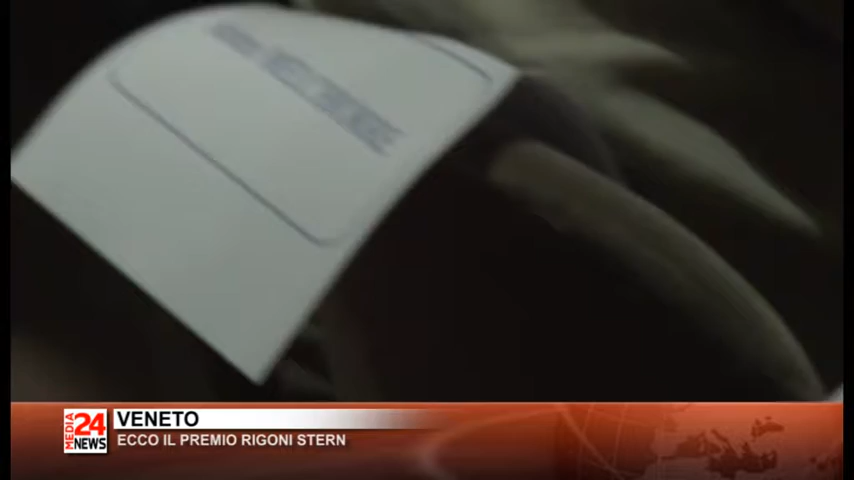 MEDIA
24
NEWS
VENETO
ECCO IL PREMIO RIGONI STERN